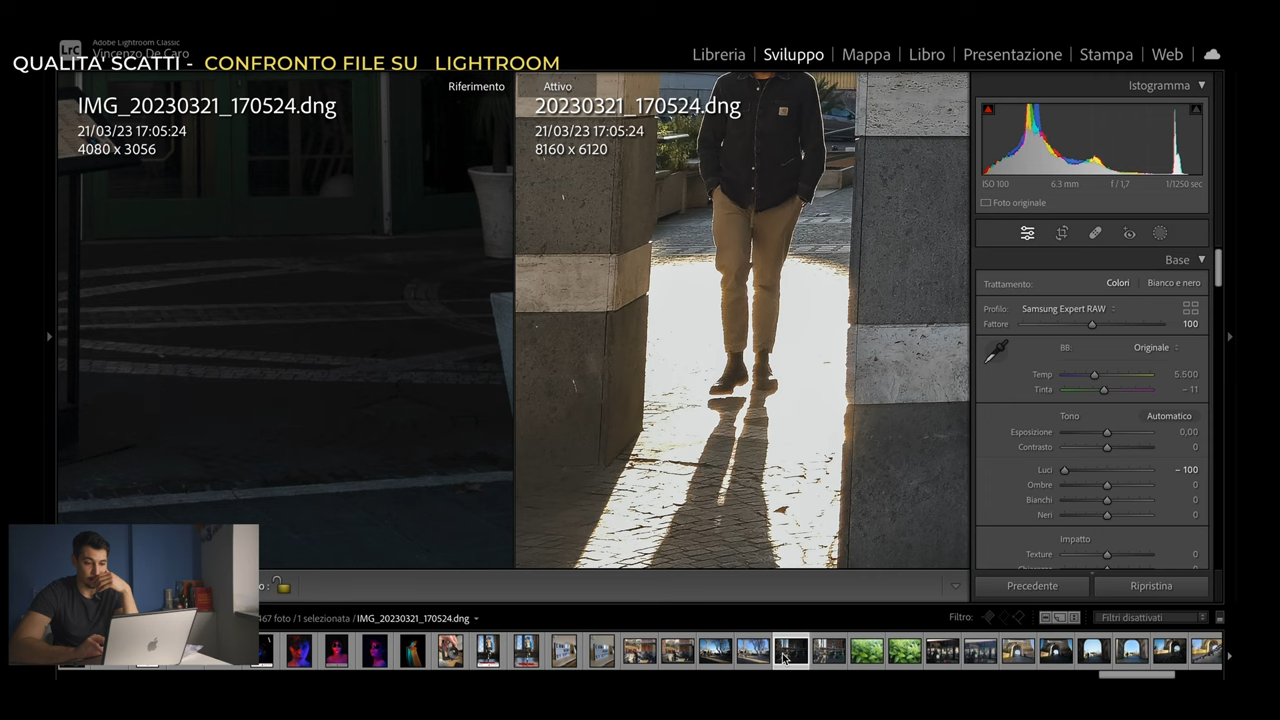 Adobe Lightroom Classic
Lrc
Vincenzo De Caro
QUALITA' SCATTI - CONFRONTO FILE SU LIGHTROOM
Libreria | Sviluppo | Mappa | Libro | Presentazione | Stampa | Web
Riferimento
IMG_20230321_170524.dng
21/03/23 17:05:24
4080 x 3056
Attivo
20230321_170524.dng
21/03/23 17:05:24
8160 x 6120
Istogramma
ISO 100 6.3 mm f / 1,7 1/1250 sec
Foto originale
Base
Trattamento: Colori Bianco e nero
Profilo: Samsung Expert RAW
Fattore 100
BB: Originale
Temp 5.500
Tinta – 11
Tono Automatico
Esposizione 0,00
Contrasto 0
Luci – 100
Ombre 0
Bianchi 0
Neri 0
Impatto
Texture 0
Precedente Ripristina
467 foto / 1 selezionata / IMG_20230321_170524.dng
Filtro: Filtri disattivati